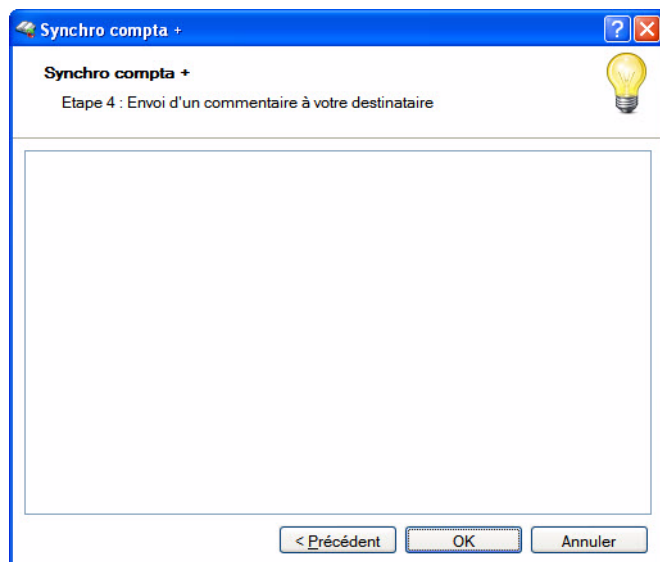 Synchro compta +
Synchro compta +
Etape 4 : Envoi d'un commentaire à votre destinataire
< Précédent
OK
Annuler